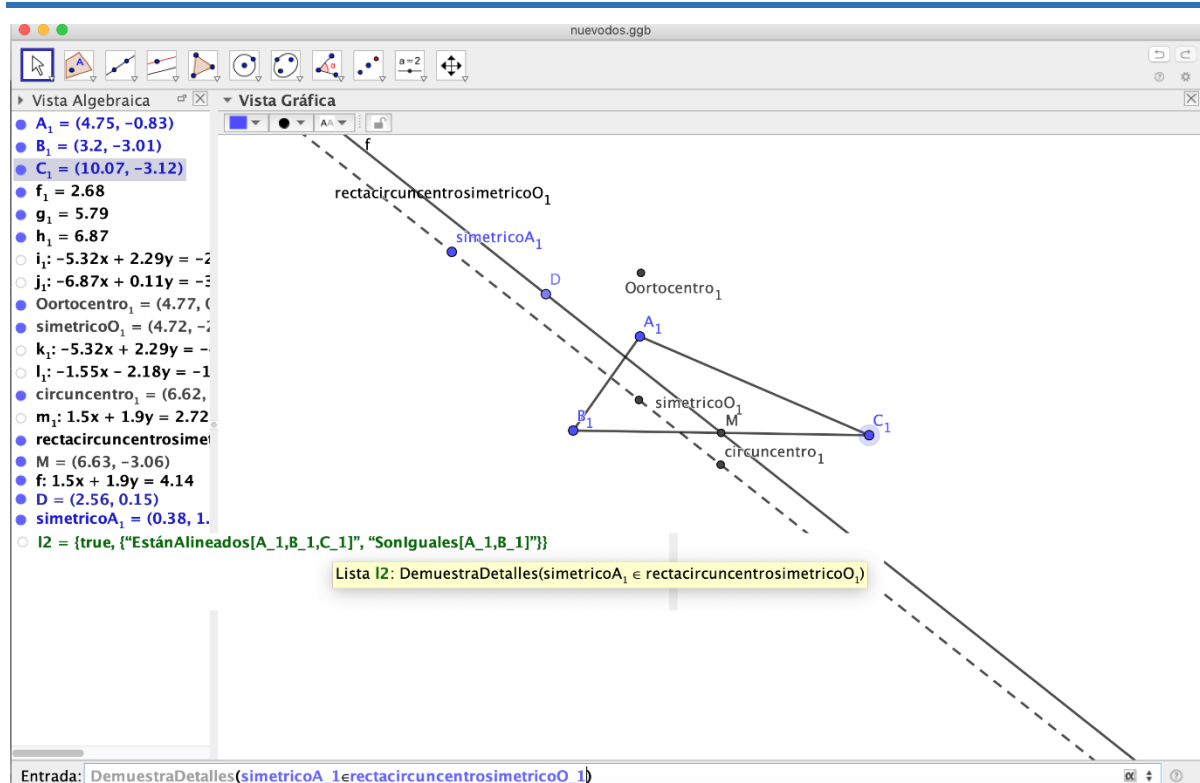 nuevodos.ggb
A
α
a = 2
Vista Algebraica
Vista Gráfica
AA
A₁ = (4.75, –0.83)
B₁ = (3.2, –3.01)
C₁ = (10.07, –3.12)
f₁ = 2.68
g₁ = 5.79
h₁ = 6.87
i₁: –5.32x + 2.29y = –2
j₁: –6.87x + 0.11y = –3
Oortocentro₁ = (4.77, (
simetricoO₁ = (4.72, –2
k₁: –5.32x + 2.29y = –
l₁: –1.55x – 2.18y = –1
circuncentro₁ = (6.62,
m₁: 1.5x + 1.9y = 2.72
rectacircuncentrosimet
M = (6.63, –3.06)
f: 1.5x + 1.9y = 4.14
D = (2.56, 0.15)
simetricoA₁ = (0.38, 1.
l2 = {true, {“EstánAlineados[A_1,B_1,C_1]”, “SonIguales[A_1,B_1]”}}
f
rectacircuncentrosimetricoO₁
simetricoA₁
D
Oortocentro₁
A₁
simetricoO₁
B₁
M
C₁
circuncentro₁
Lista l2: DemuestraDetalles(simetricoA₁ ∈ rectacircuncentrosimetricoO₁)
Entrada: DemuestraDetalles(simetricoA_1∈rectacircuncentrosimetricoO_1)
α